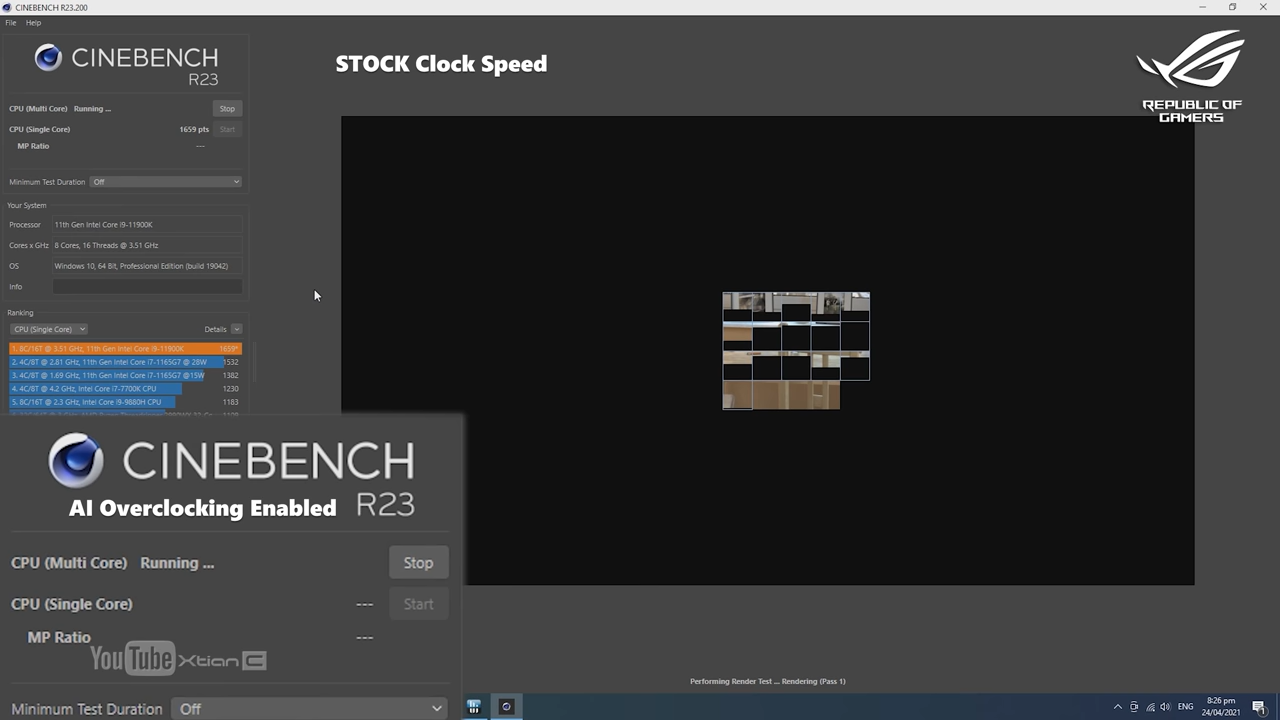 CINEBENCH R23.200
File Help
CINEBENCH
R23
CPU (Multi Core) Running ... Stop
CPU (Single Core) 1659 pts Start
MP Ratio ---
Minimum Test Duration Off
Your System
Processor 11th Gen Intel Core i9-11900K
Cores x GHz 8 Cores, 16 Threads @ 3.51 GHz
OS Windows 10, 64 Bit, Professional Edition (build 19042)
Info
Ranking
CPU (Single Core) Details
1. 8C/16T @ 3.51 GHz, 11th Gen Intel Core i9-11900K 1659*
2. 4C/8T @ 2.81 GHz, 11th Gen Intel Core i7-1165G7 @ 28W 1532
3. 4C/8T @ 1.69 GHz, 11th Gen Intel Core i7-1165G7 @15W 1382
4. 4C/8T @ 4.2 GHz, Intel Core i7-7700K CPU 1230
5. 8C/16T @ 2.3 GHz, Intel Core i9-9880H CPU 1183
STOCK Clock Speed
REPUBLIC OF
GAMERS
CINEBENCH
AI Overclocking Enabled R23
CPU (Multi Core) Running ... Stop
CPU (Single Core) --- Start
MP Ratio ---
YouTube Xtian C
Minimum Test Duration Off
Performing Render Test ... Rendering (Pass 1)
ENG
8:26 pm
24/04/2021
1